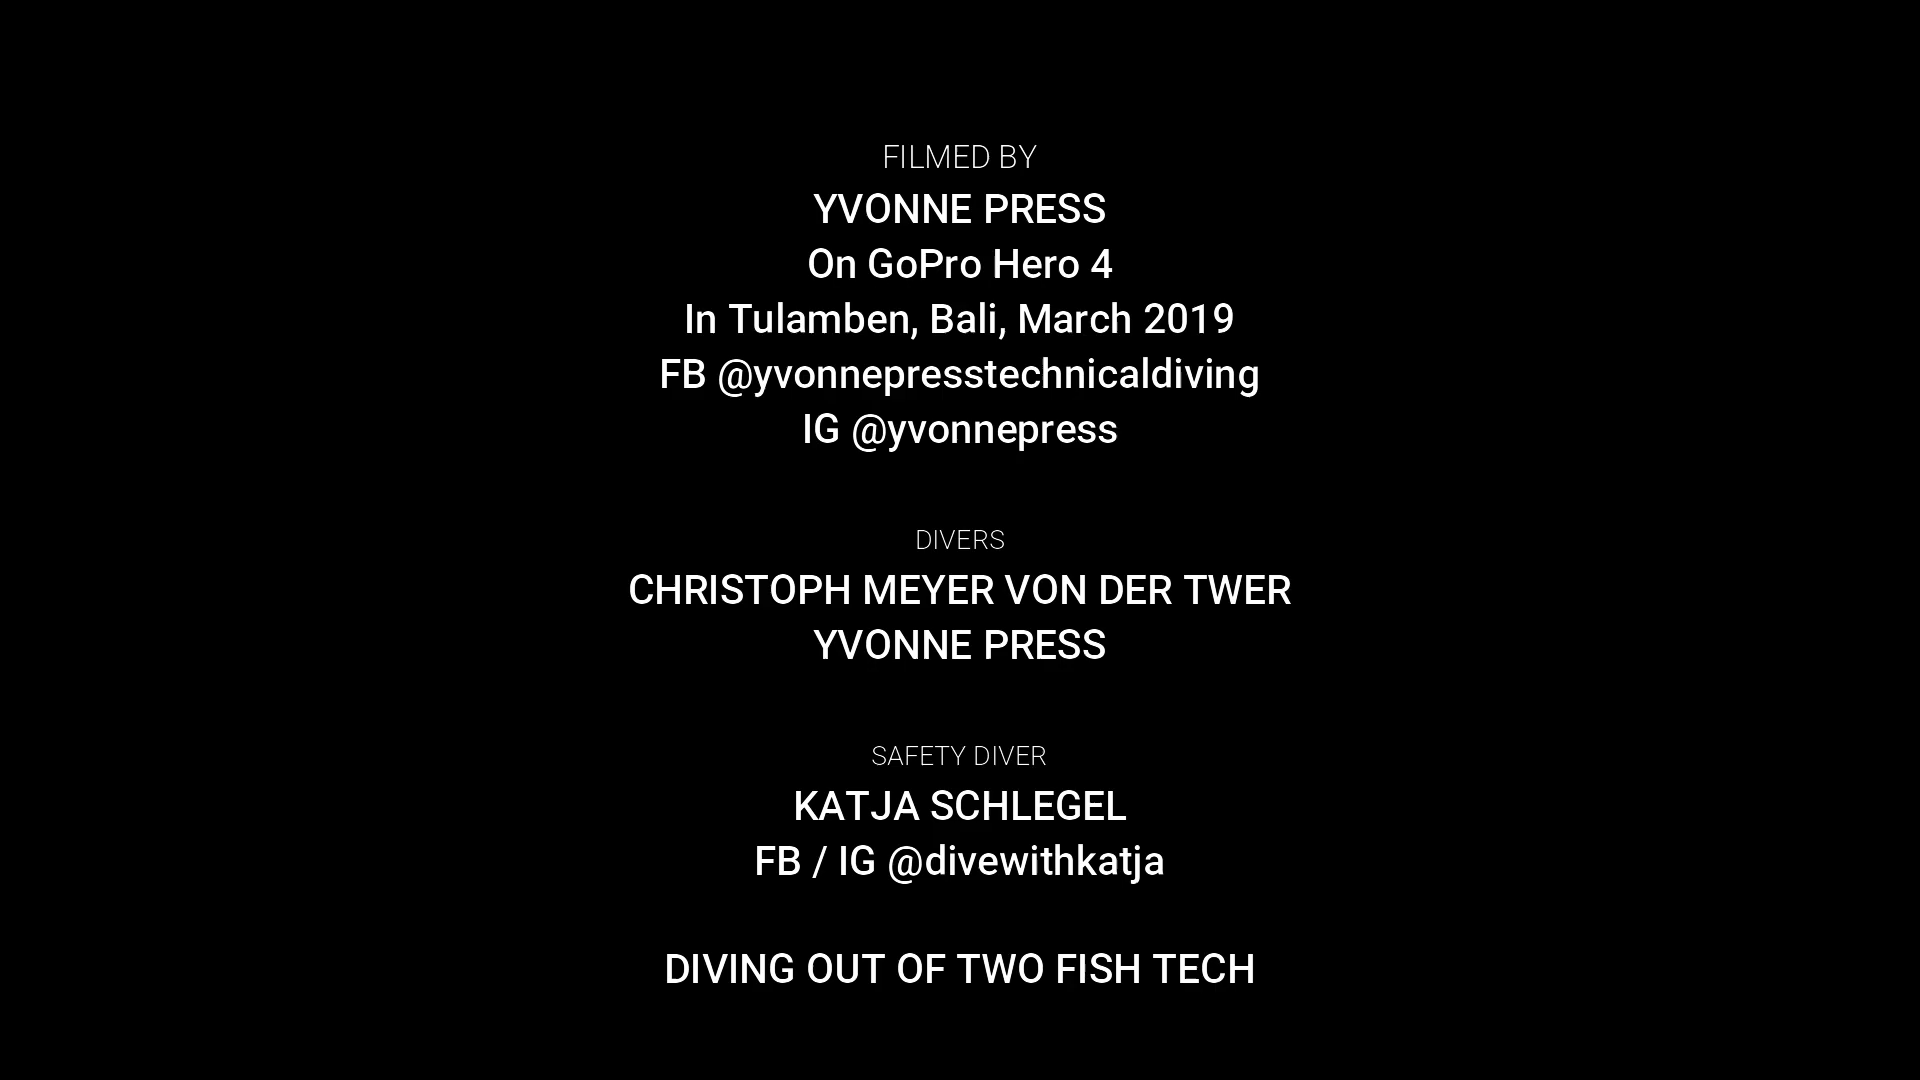 FILMED BY
YVONNE PRESS
On GoPro Hero 4
In Tulamben, Bali, March 2019
FB @yvonnepresstechnicaldiving
IG @yvonnepress
DIVERS
CHRISTOPH MEYER VON DER TWER
YVONNE PRESS
SAFETY DIVER
KATJA SCHLEGEL
FB / IG @divewithkatja
DIVING OUT OF TWO FISH TECH